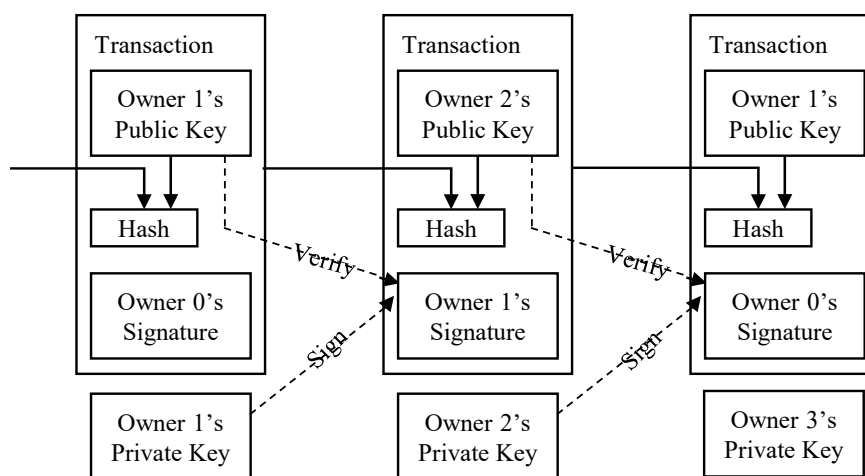 Transaction
Owner 1's
Public Key
Hash
Verify
Owner 0's
Signature
Sign
Owner 1's
Private Key
Transaction
Owner 2's
Public Key
Hash
Verify
Owner 1's
Signature
Sign
Owner 2's
Private Key
Transaction
Owner 1's
Public Key
Hash
Owner 0's
Signature
Owner 3's
Private Key